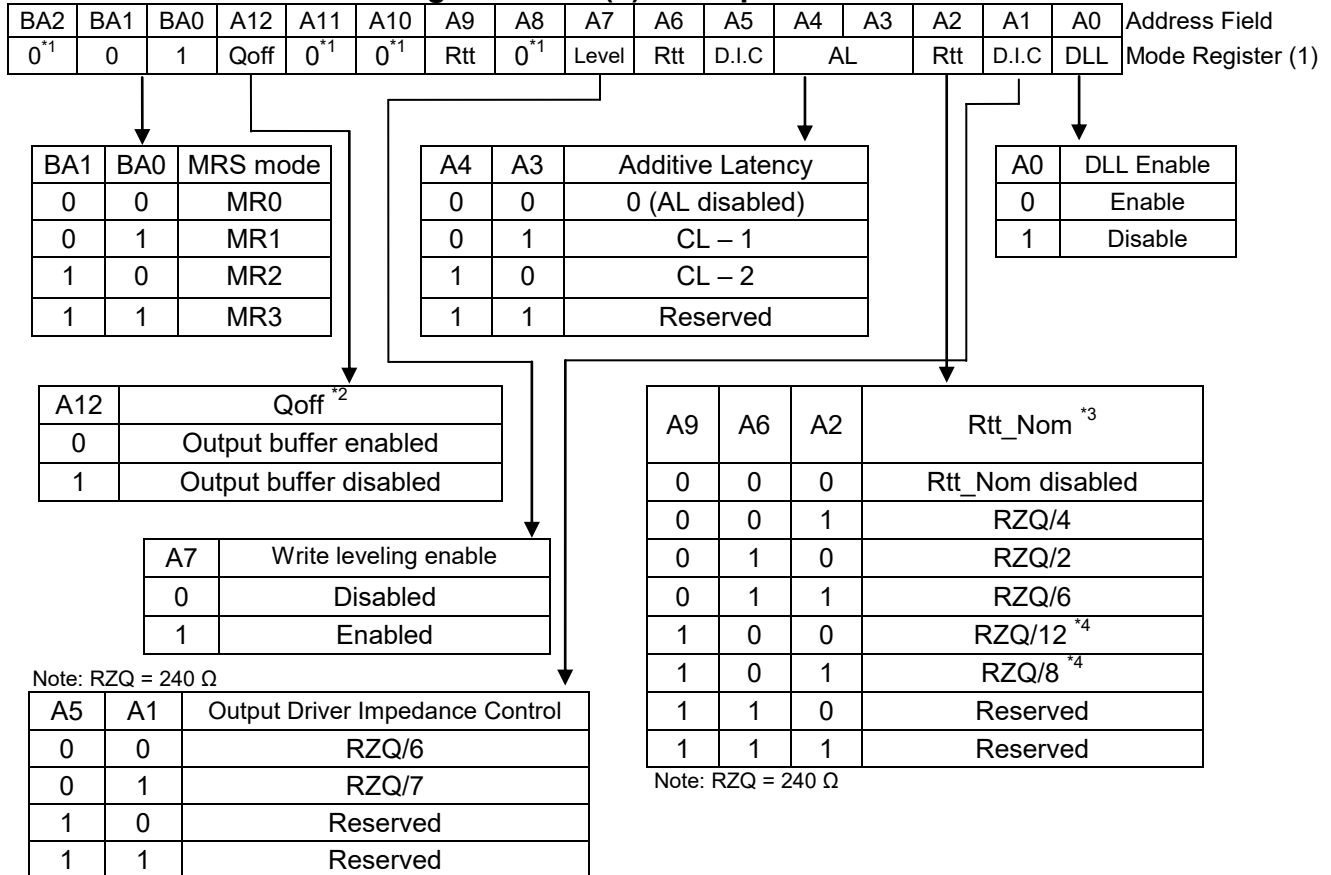 BA2 BA1 BA0 A12 A11 A10 A9 A8 A7 A6 A5 A4 A3 A2 A1 A0 Address Field
0*1 0 1 Qoff 0*1 0*1 Rtt 0*1 Level Rtt D.I.C AL Rtt D.I.C DLL Mode Register (1)
BA1 BA0 MRS mode
0 0 MR0
0 1 MR1
1 0 MR2
1 1 MR3
A4 A3 Additive Latency
0 0 0 (AL disabled)
0 1 CL – 1
1 0 CL – 2
1 1 Reserved
A0 DLL Enable
0 Enable
1 Disable
A12 Qoff *2
0 Output buffer enabled
1 Output buffer disabled
A7 Write leveling enable
0 Disabled
1 Enabled
Note: RZQ = 240 Ω
A5 A1 Output Driver Impedance Control
0 0 RZQ/6
0 1 RZQ/7
1 0 Reserved
1 1 Reserved
A9 A6 A2 Rtt_Nom *3
0 0 0 Rtt_Nom disabled
0 0 1 RZQ/4
0 1 0 RZQ/2
0 1 1 RZQ/6
1 0 0 RZQ/12 *4
1 0 1 RZQ/8 *4
1 1 0 Reserved
1 1 1 Reserved
Note: RZQ = 240 Ω